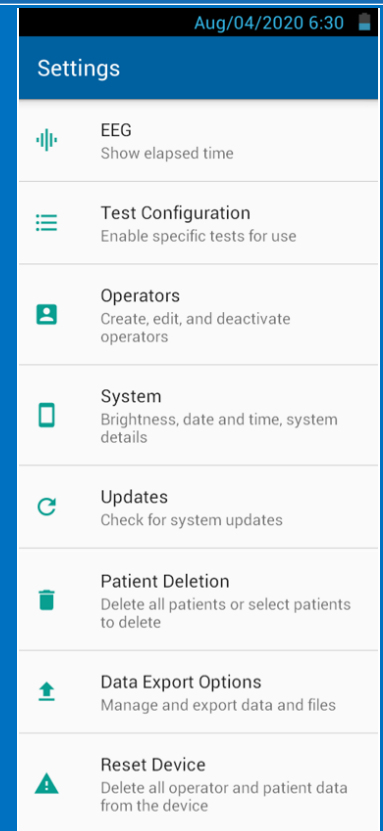 Aug/04/2020 6:30
Settings
EEG
Show elapsed time
Test Configuration
Enable specific tests for use
Operators
Create, edit, and deactivate
operators
System
Brightness, date and time, system
details
Updates
Check for system updates
Patient Deletion
Delete all patients or select patients
to delete
Data Export Options
Manage and export data and files
Reset Device
Delete all operator and patient data
from the device